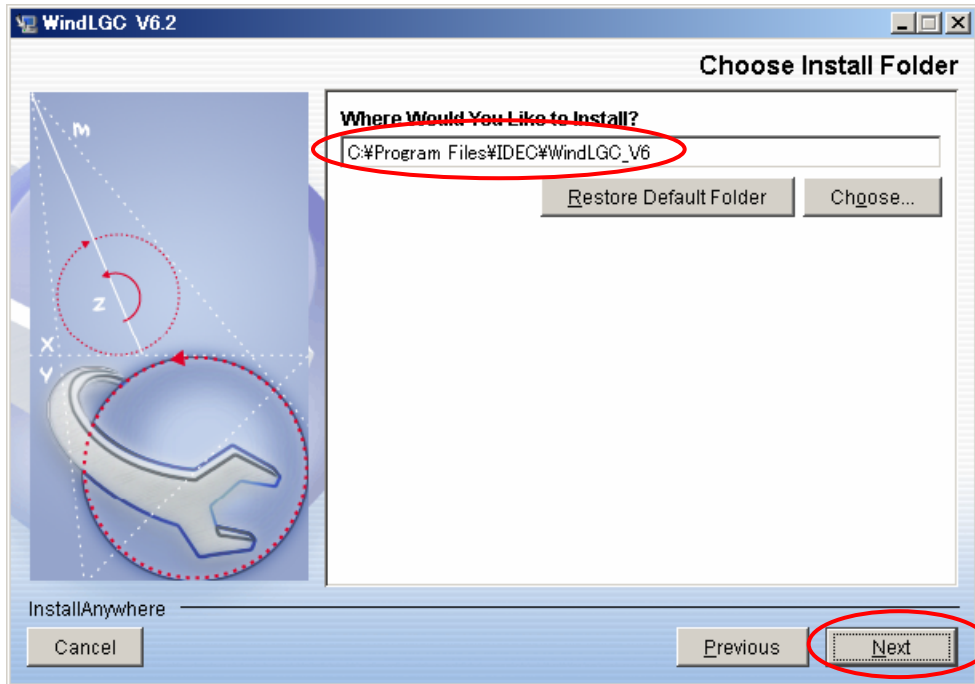 WindLGC V6.2
Choose Install Folder
M
Z
X
Y
Where Would You Like to Install?
C:¥Program Files¥IDEC¥WindLGC_V6
Restore Default Folder Choose...
InstallAnywhere
Cancel Previous Next